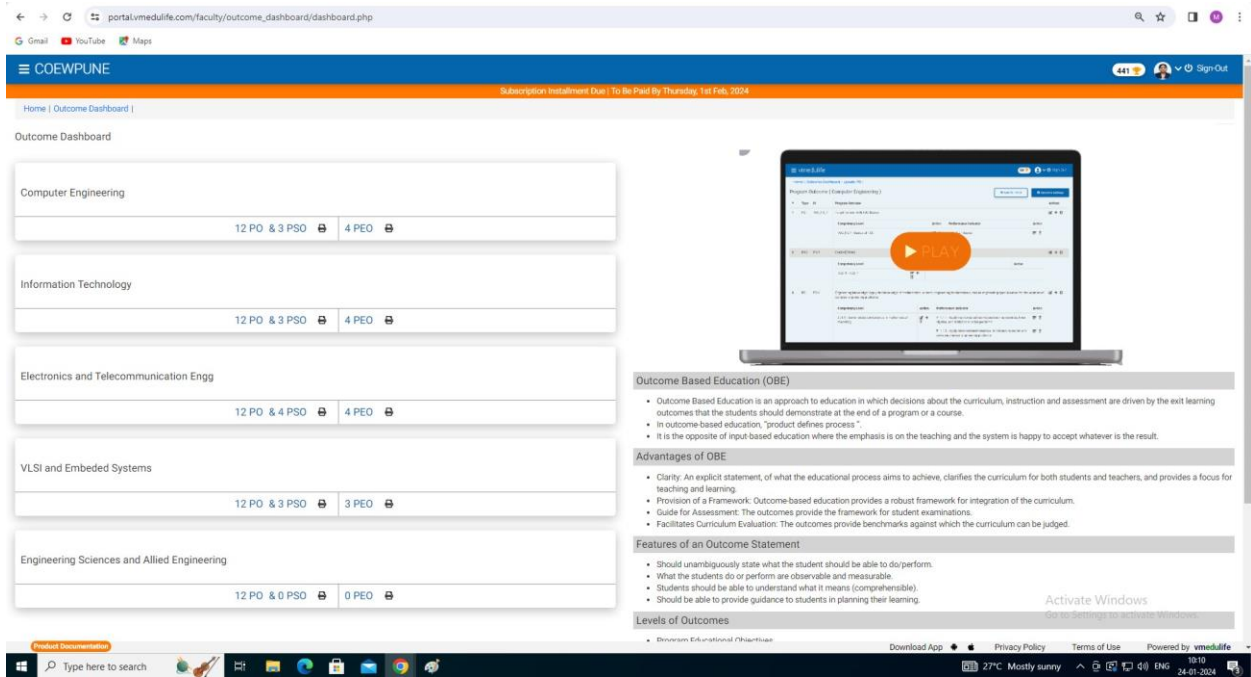 portal.vmedulife.com/faculty/outcome_dashboard/dashboard.php
M
Gmail YouTube Maps
COEWPUNE
441 Sign-Out
Subscription Installment Due | To Be Paid By Thursday, 1st Feb, 2024
Home | Outcome Dashboard |
Outcome Dashboard
Computer Engineering
12 PO & 3 PSO 4 PEO
Information Technology
12 PO & 3 PSO 4 PEO
Electronics and Telecommunication Engg
12 PO & 4 PSO 4 PEO
VLSI and Embeded Systems
12 PO & 3 PSO 3 PEO
Engineering Sciences and Allied Engineering
12 PO & 0 PSO 0 PEO
vmedulife
Program Outcome ( Computer Engineering )
PLAY
Outcome Based Education (OBE)
• Outcome Based Education is an approach to education in which decisions about the curriculum, instruction and assessment are driven by the exit learning
outcomes that the students should demonstrate at the end of a program or a course.
• In outcome-based education, "product defines process ".
• It is the opposite of input-based education where the emphasis is on the teaching and the system is happy to accept whatever is the result.
Advantages of OBE
• Clarity: An explicit statement, of what the educational process aims to achieve, clarifies the curriculum for both students and teachers, and provides a focus for
teaching and learning.
• Provision of a Framework: Outcome-based education provides a robust framework for integration of the curriculum.
• Guide for Assessment: The outcomes provide the framework for student examinations.
• Facilitates Curriculum Evaluation: The outcomes provide benchmarks against which the curriculum can be judged.
Features of an Outcome Statement
• Should unambiguously state what the student should be able to do/perform.
• What the students do or perform are observable and measurable.
• Students should be able to understand what it means (comprehensible).
• Should be able to provide guidance to students in planning their learning.
Levels of Outcomes
• Program Educational Objectives
Activate Windows
Go to Settings to activate Windows.
Product Documentation
Download App Privacy Policy Terms of Use Powered by vmedulife
Type here to search
27°C Mostly sunny ENG 10:10
24-01-2024
3